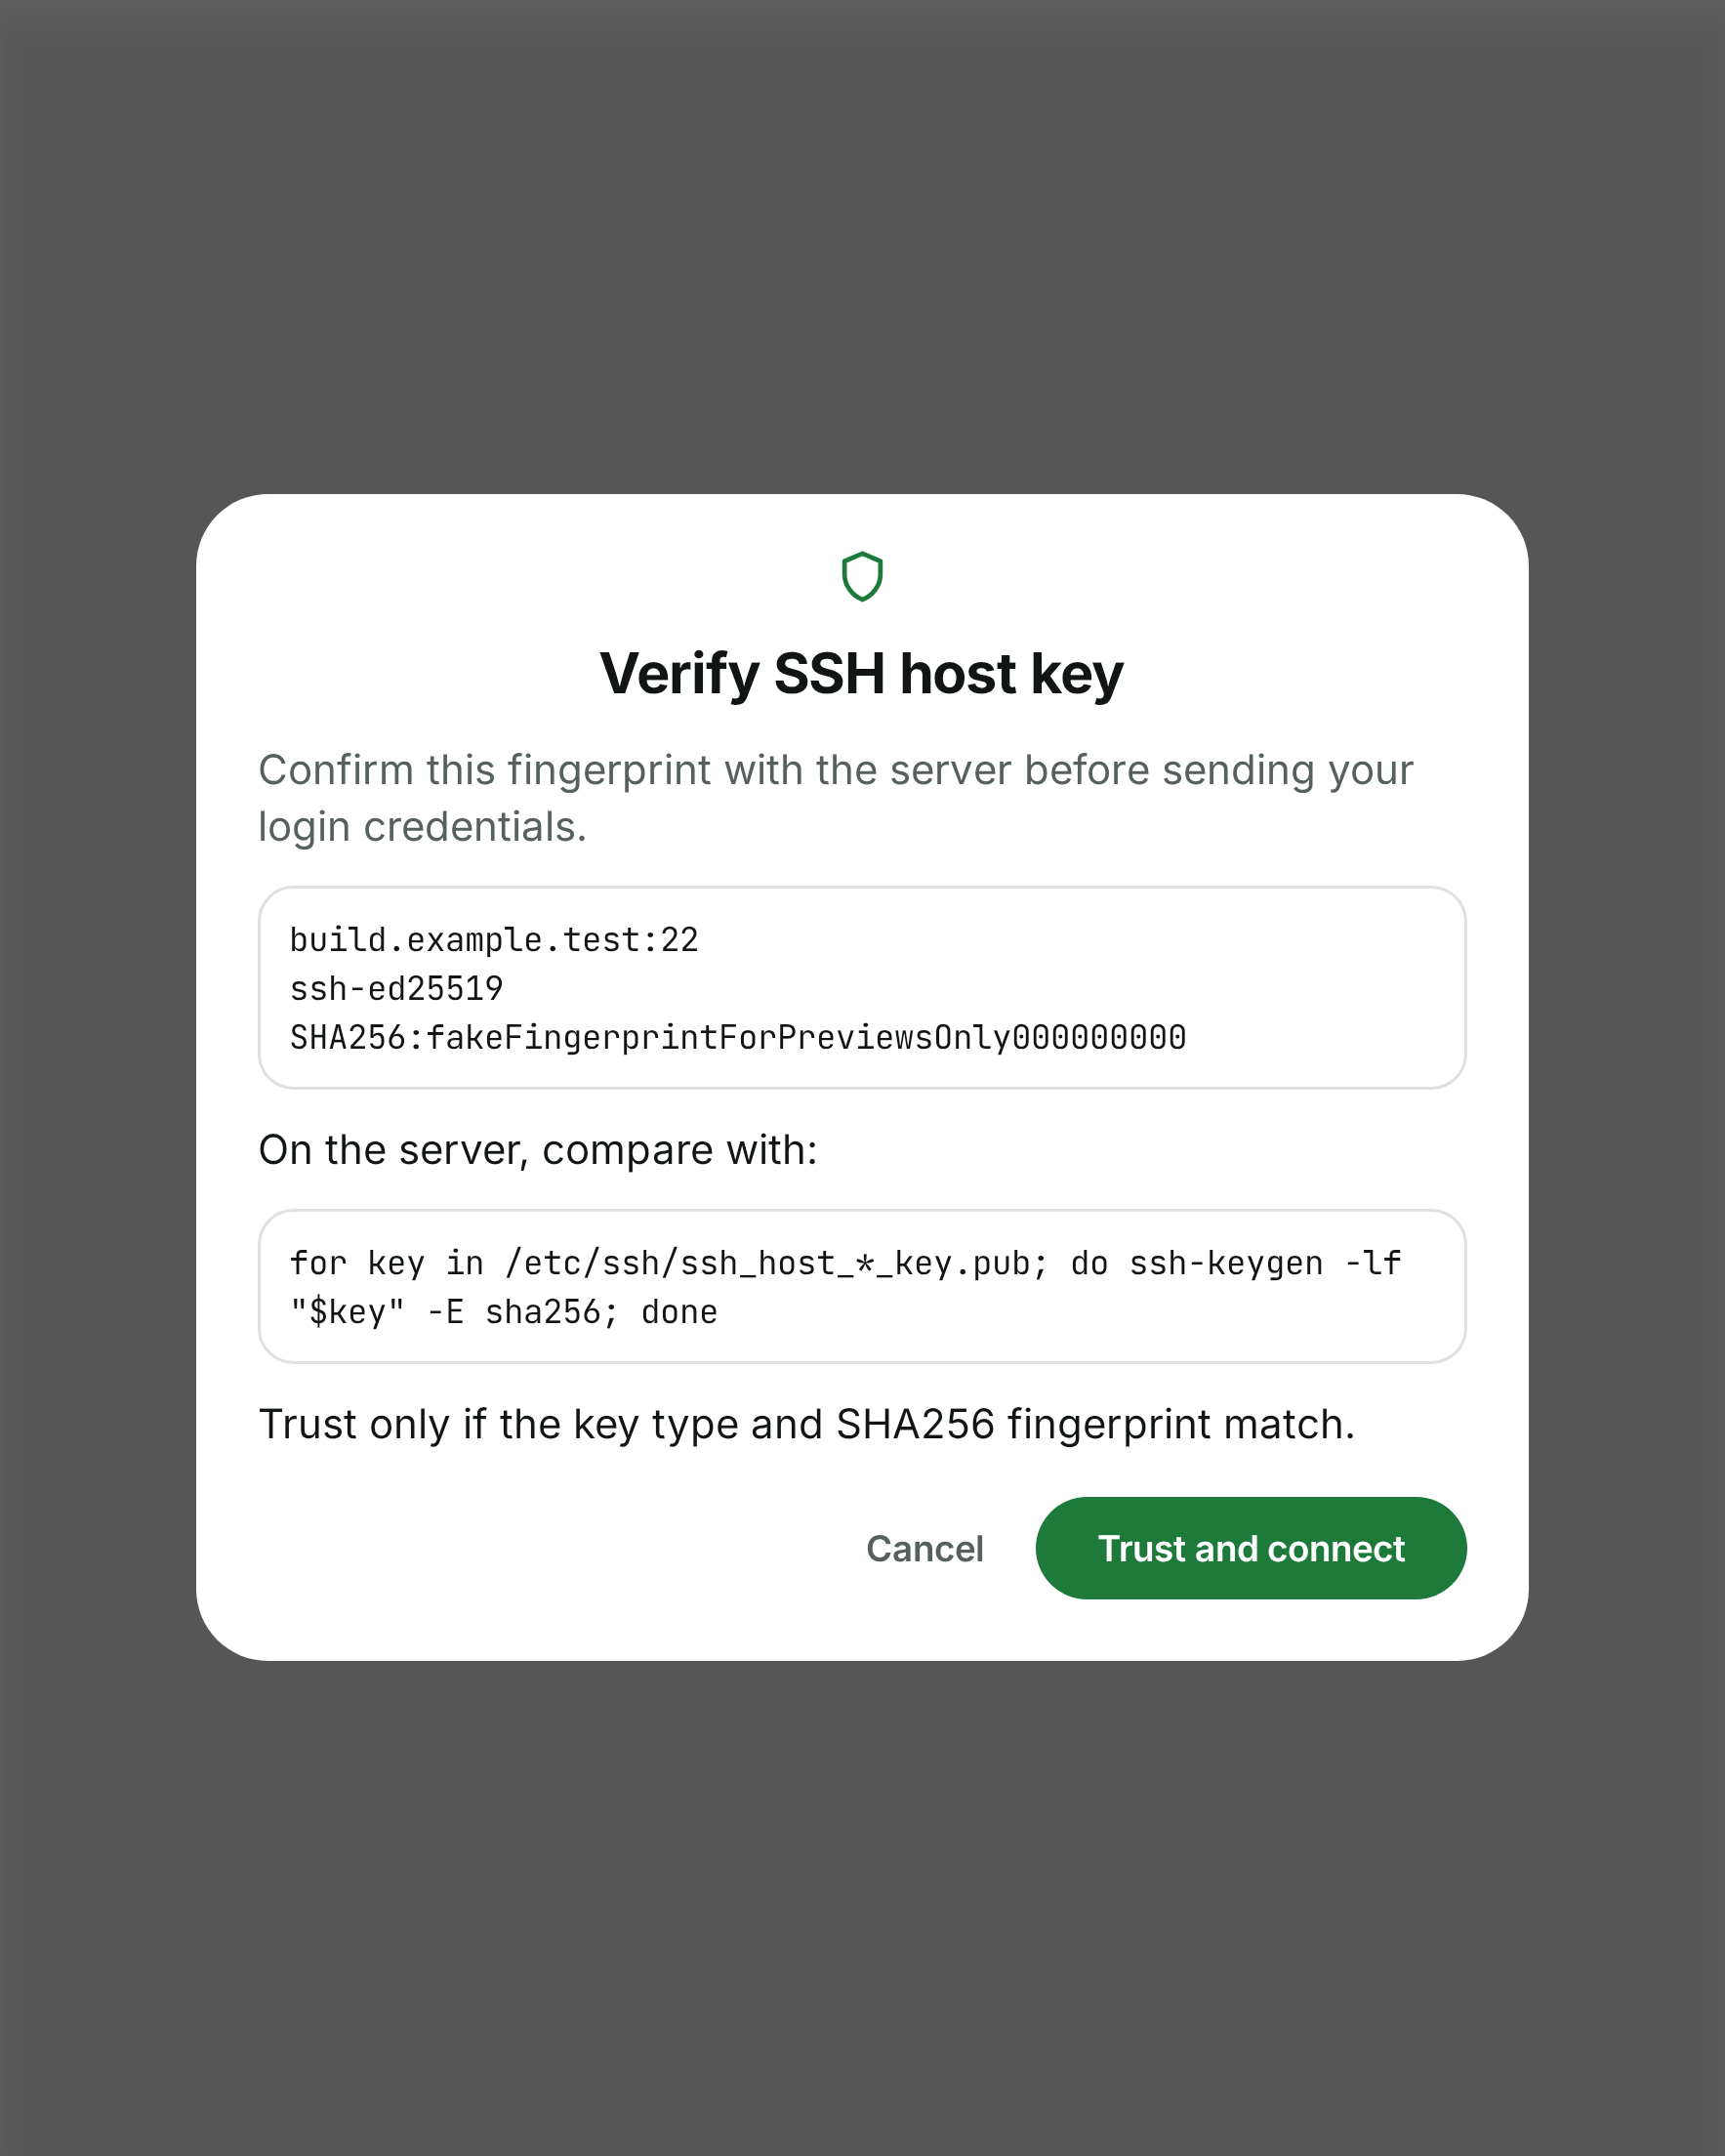 Verify SSH host key
Confirm this fingerprint with the server before sending your
login credentials.
build.example.test:22
ssh-ed25519
SHA256:fakeFingerprintForPreviewsOnly000000000
On the server, compare with:
for key in /etc/ssh/ssh_host_*_key.pub; do ssh-keygen -lf
"$key" -E sha256; done
Trust only if the key type and SHA256 fingerprint match.
Cancel
Trust and connect